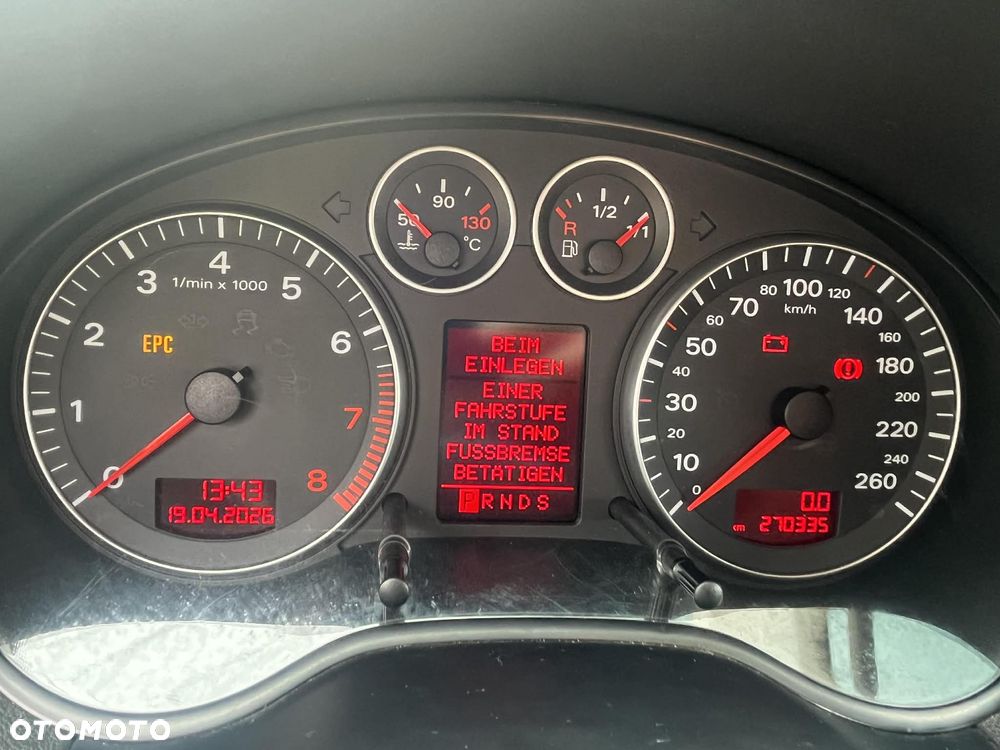 50 90 130
°C
R 1/2 1/1
0 1 2 3 4 5 6 7 8
1/min x 1000
EPC
13:43
19.04.2026
BEIM
EINLEGEN
EINER
FAHRSTUFE
IM STAND
FUSSBREMSE
BETÄTIGEN
P R N D S
0 10 20 30 40 50 60 70 80 100 120 140 160 180 200 220 240 260
km/h
0.0
km 270335
OTOMOTO